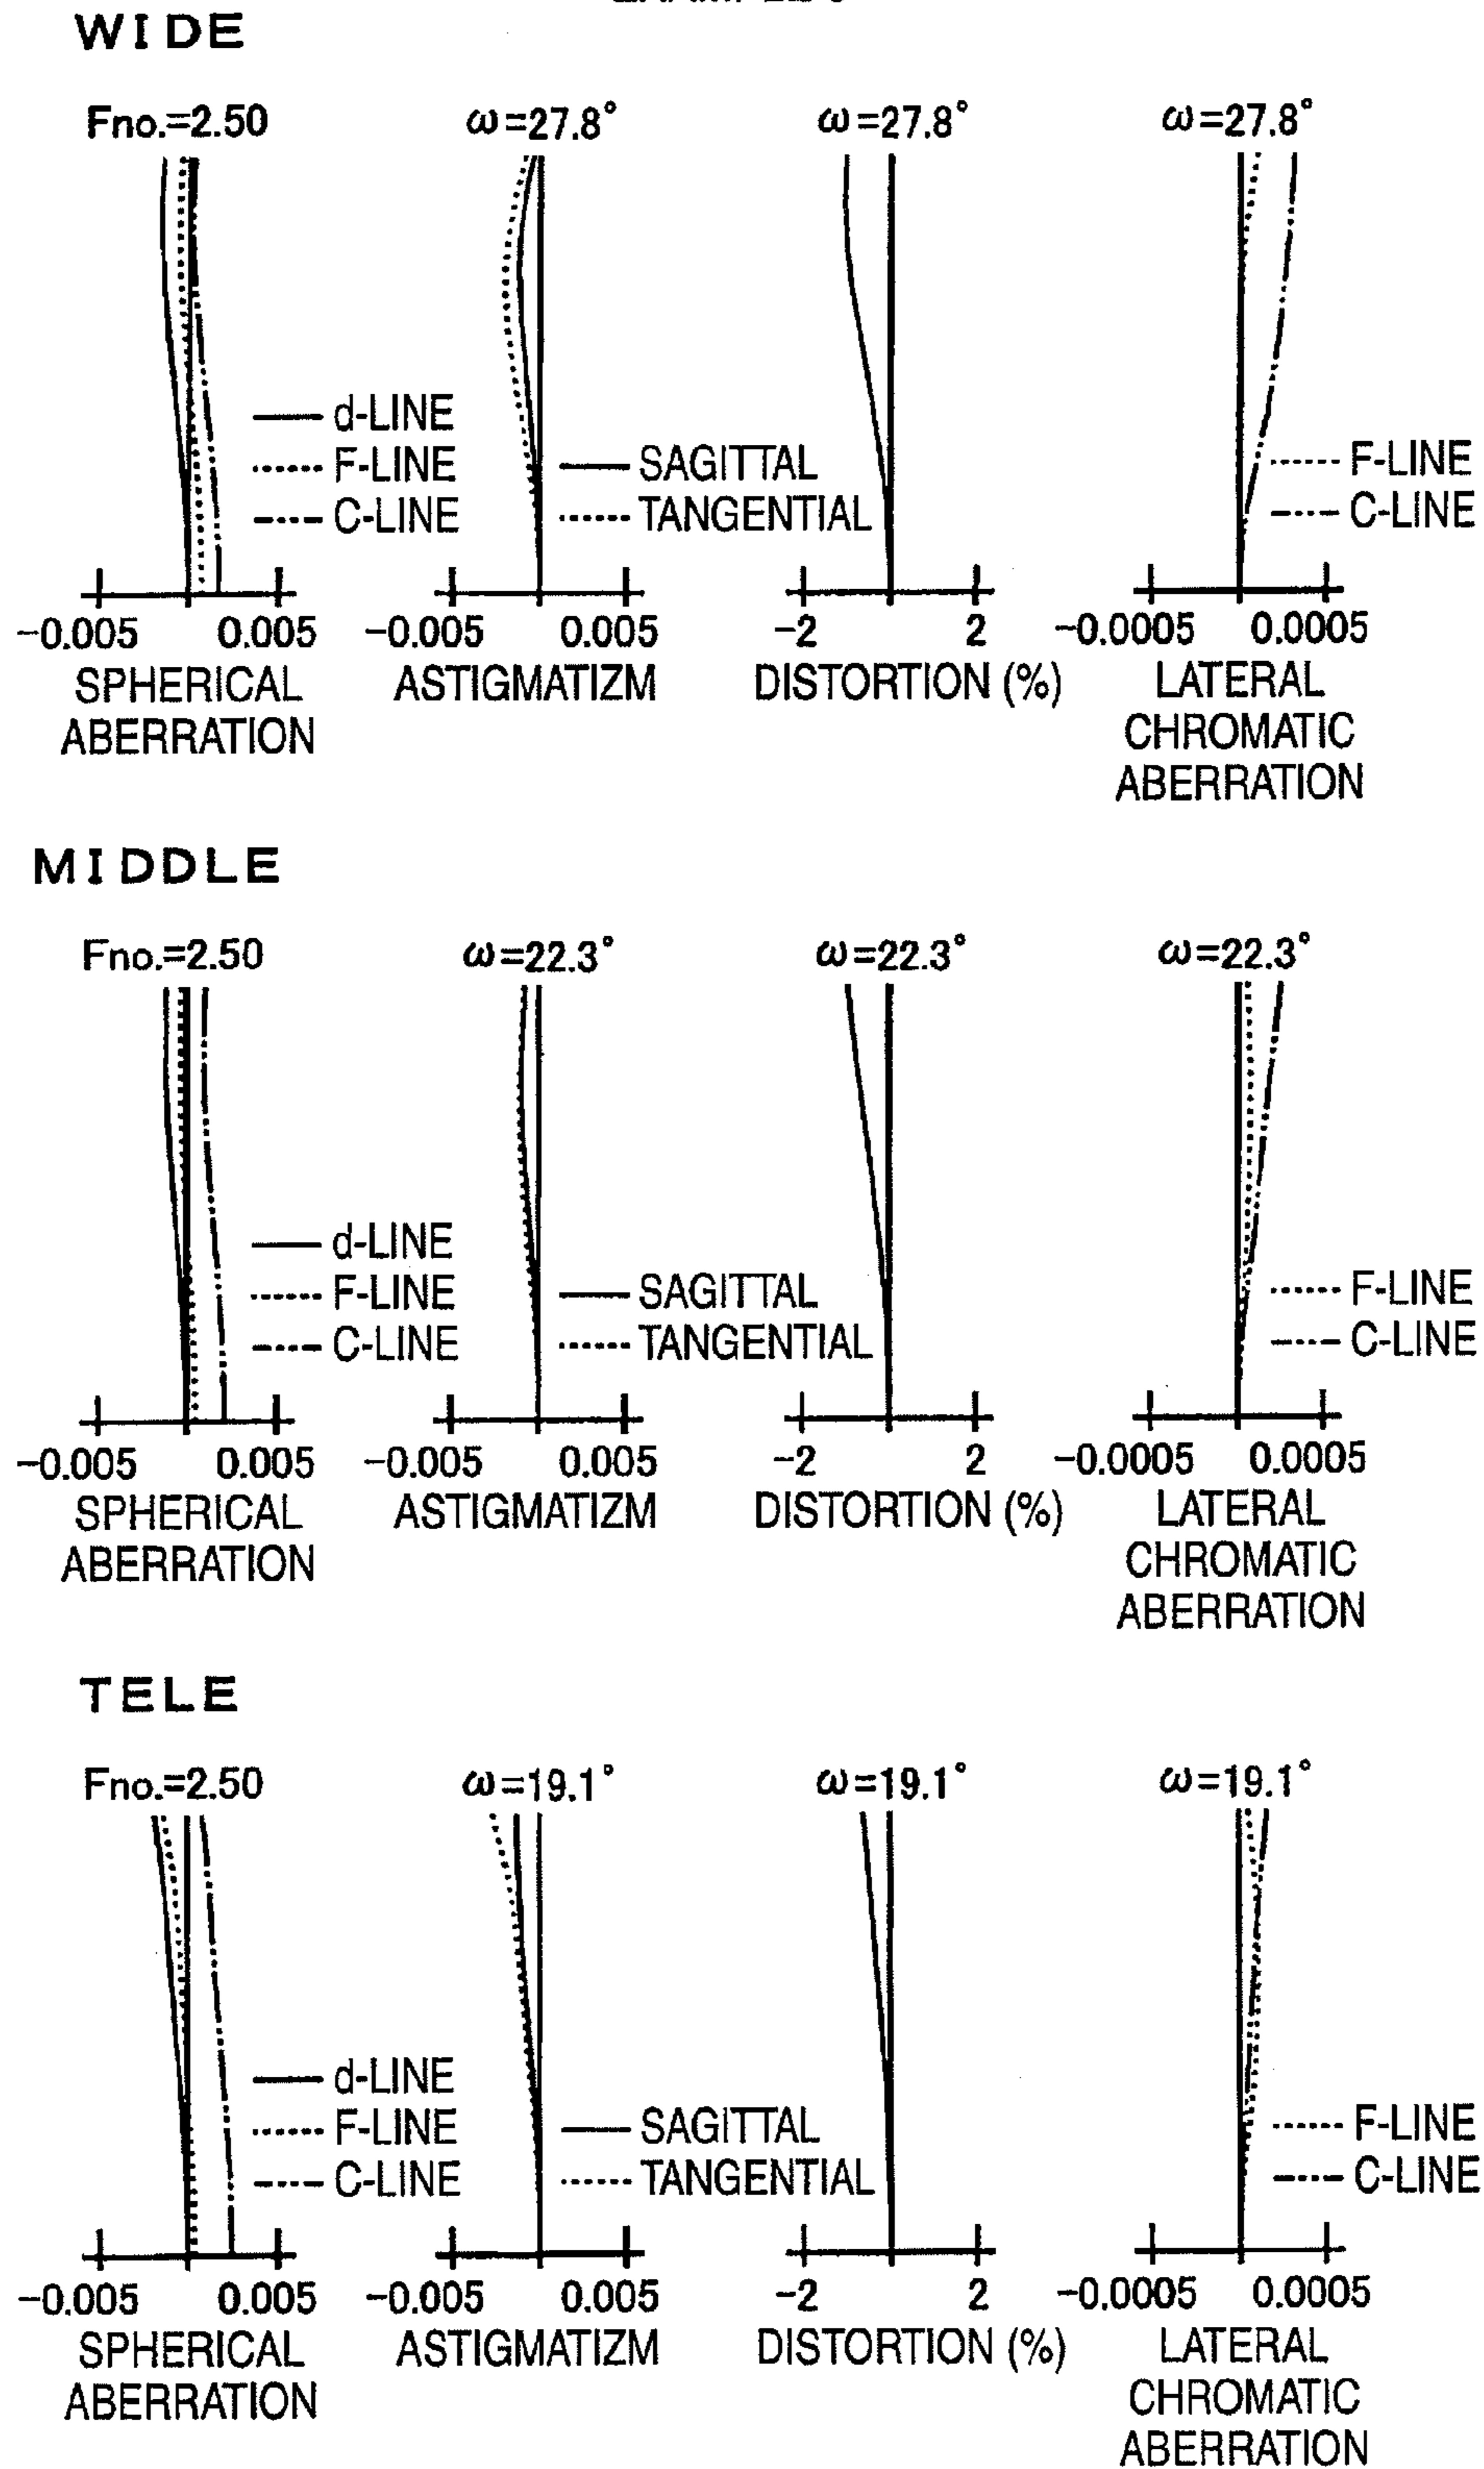 WIDE
Fno.=2.50
ω=27.8°
ω=27.8°
ω=27.8°
d-LINE
F-LINE
C-LINE
SAGITTAL
TANGENTIAL
F-LINE
C-LINE
−0.005 0.005
SPHERICAL
ABERRATION
−0.005 0.005
ASTIGMATIZM
−2 2
DISTORTION (%)
−0.0005 0.0005
LATERAL
CHROMATIC
ABERRATION
MIDDLE
Fno.=2.50
ω=22.3°
ω=22.3°
ω=22.3°
d-LINE
F-LINE
C-LINE
SAGITTAL
TANGENTIAL
F-LINE
C-LINE
−0.005 0.005
SPHERICAL
ABERRATION
−0.005 0.005
ASTIGMATIZM
−2 2
DISTORTION (%)
−0.0005 0.0005
LATERAL
CHROMATIC
ABERRATION
TELE
Fno.=2.50
ω=19.1°
ω=19.1°
ω=19.1°
d-LINE
F-LINE
C-LINE
SAGITTAL
TANGENTIAL
F-LINE
C-LINE
−0.005 0.005
SPHERICAL
ABERRATION
−0.005 0.005
ASTIGMATIZM
−2 2
DISTORTION (%)
−0.0005 0.0005
LATERAL
CHROMATIC
ABERRATION